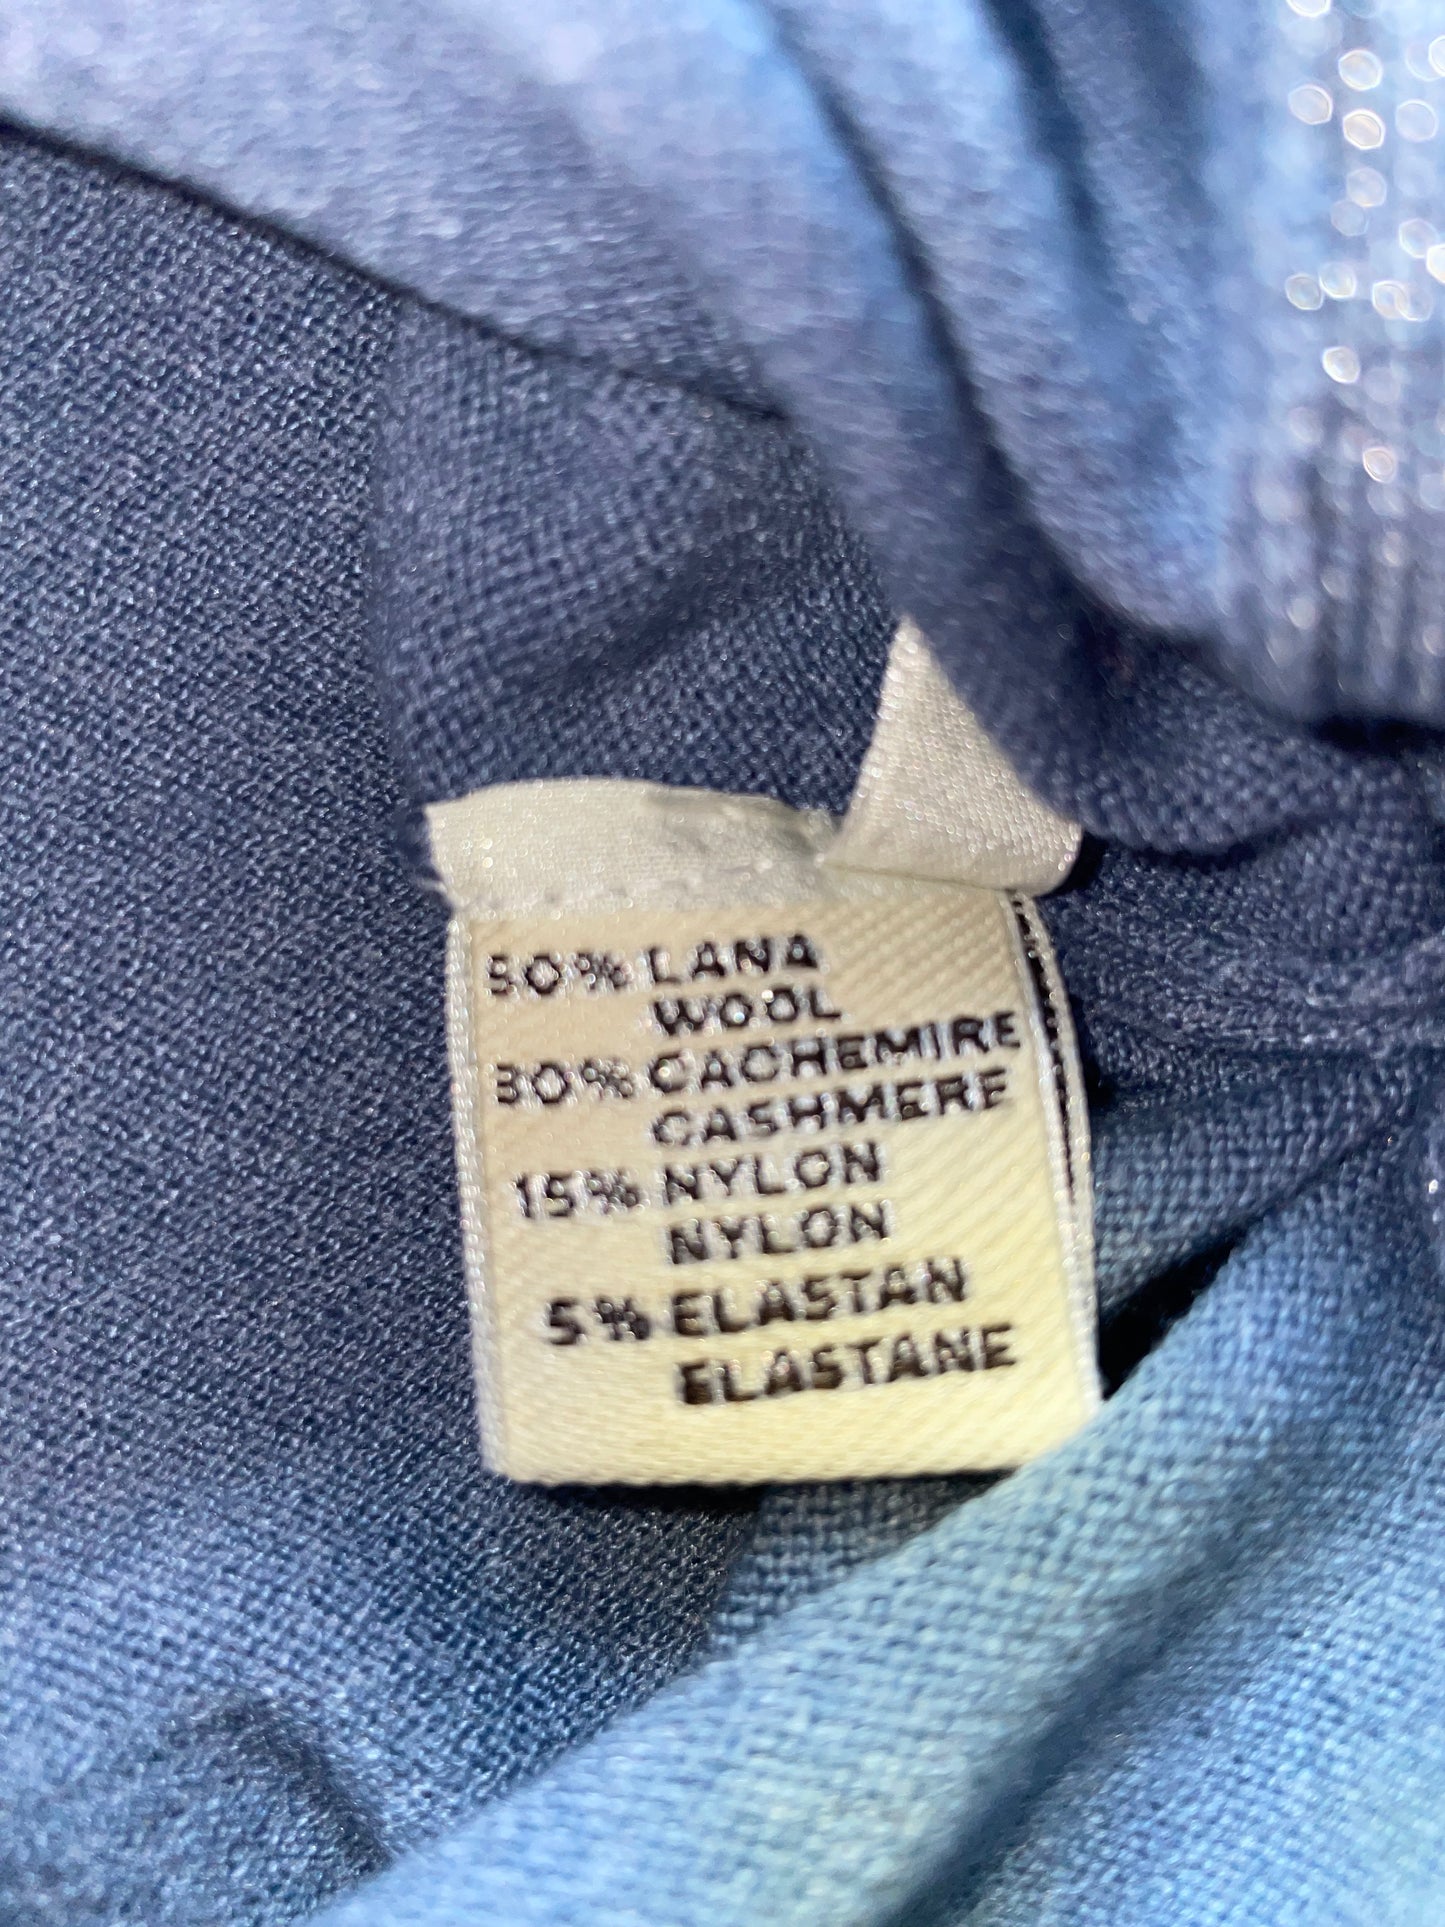 50% LANA
WOOL
30% CACHEMIRE
CASHMERE
15% NYLON
NYLON
5% ELASTAN
ELASTANE